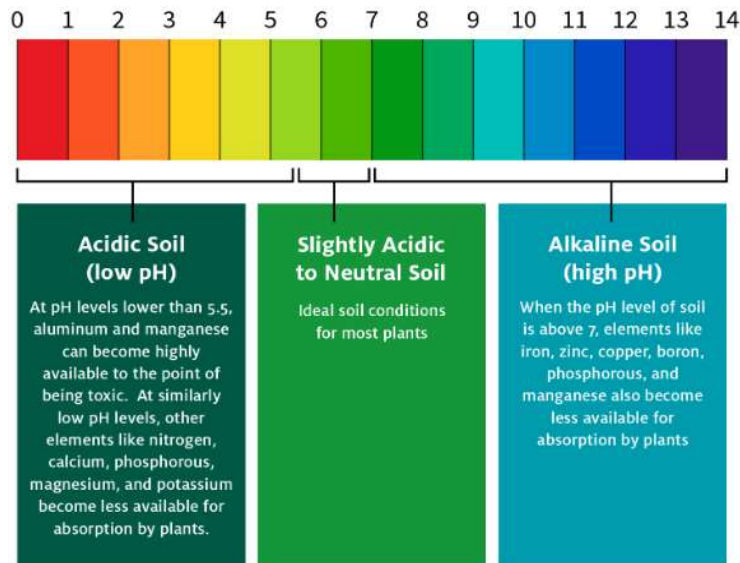 0 1 2 3 4 5 6 7 8 9 10 11 12 13 14
Acidic Soil
(low pH)
At pH levels lower than 5.5,
aluminum and manganese
can become highly
available to the point of
being toxic. At similarly
low pH levels, other
elements like nitrogen,
calcium, phosphorous,
magnesium, and potassium
become less available for
absorption by plants.
Slightly Acidic
to Neutral Soil
Ideal soil conditions
for most plants
Alkaline Soil
(high pH)
When the pH level of soil
is above 7, elements like
iron, zinc, copper, boron,
phosphorous, and
manganese also become
less available for
absorption by plants